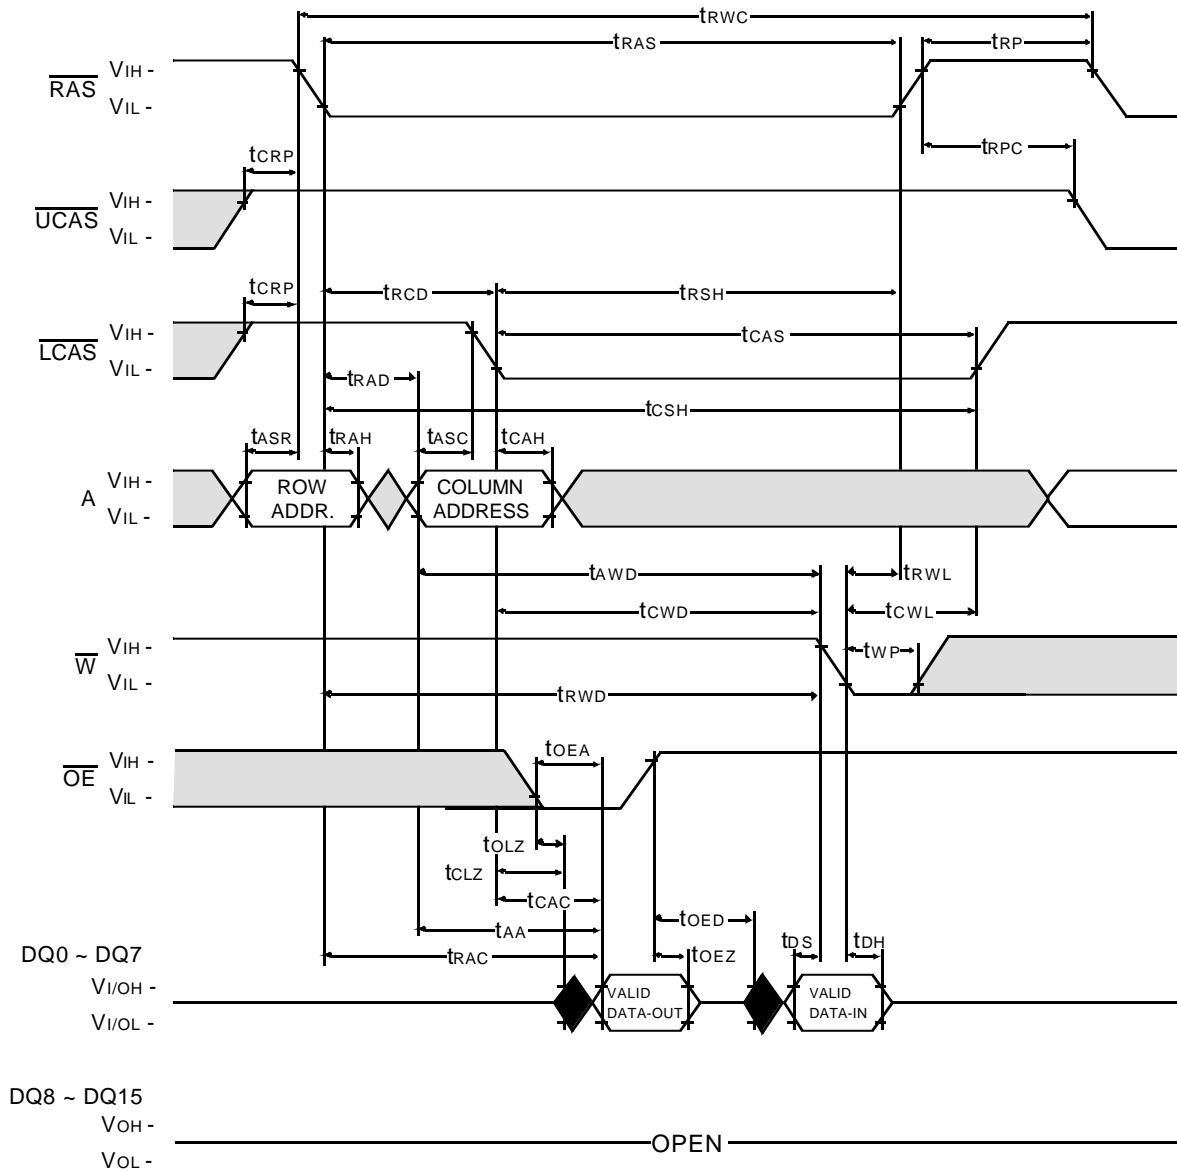 tRWC
tRAS
tRP
RAS
VIH -
VIL -
tCRP
tRPC
UCAS
VIH -
VIL -
tCRP
tRCD
tRSH
LCAS
VIH -
VIL -
tCAS
tRAD
tCSH
tASR
tRAH
tASC
tCAH
A
VIH -
VIL -
ROW
ADDR.
COLUMN
ADDRESS
tAWD
tRWL
tCWD
tCWL
W
VIH -
VIL -
tWP
tRWD
OE
VIH -
VIL -
tOEA
tOLZ
tCLZ
tCAC
tOED
tAA
tDS
tDH
DQ0 ~ DQ7
tRAC
tOEZ
VI/OH -
VI/OL -
VALID
DATA-OUT
VALID
DATA-IN
DQ8 ~ DQ15
VOH -
VOL -
OPEN